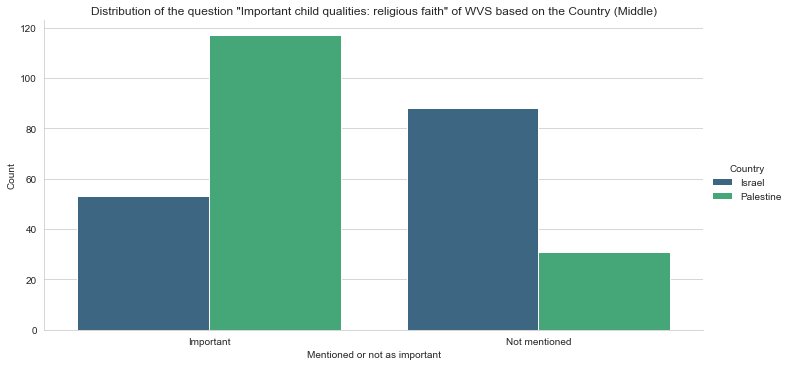 Distribution of the question "Important child qualities: religious faith" of WVS based on the Country (Middle)
120
100
80
60
40
20
0
Count
Important
Not mentioned
Mentioned or not as important
Country
Israel
Palestine